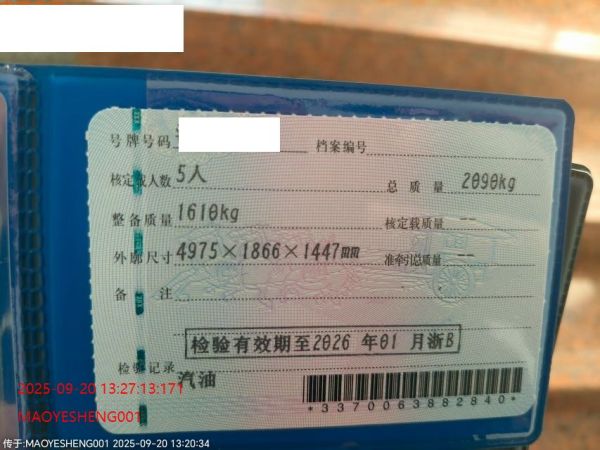 号牌号码
档案编号
核定载人数 5人
总质量 2090kg
整备质量 1610kg
核定载质量 --
外廓尺寸 4975×1866×1447mm
准牵引总质量 --
备注
检验有效期至2026 年01 月浙B
检验记录
汽油
*3370063882840*
2025-09-20 13:27:13:171
MAOYESHENG001
传于:MAOYESHENG001 2025-09-20 13:20:34